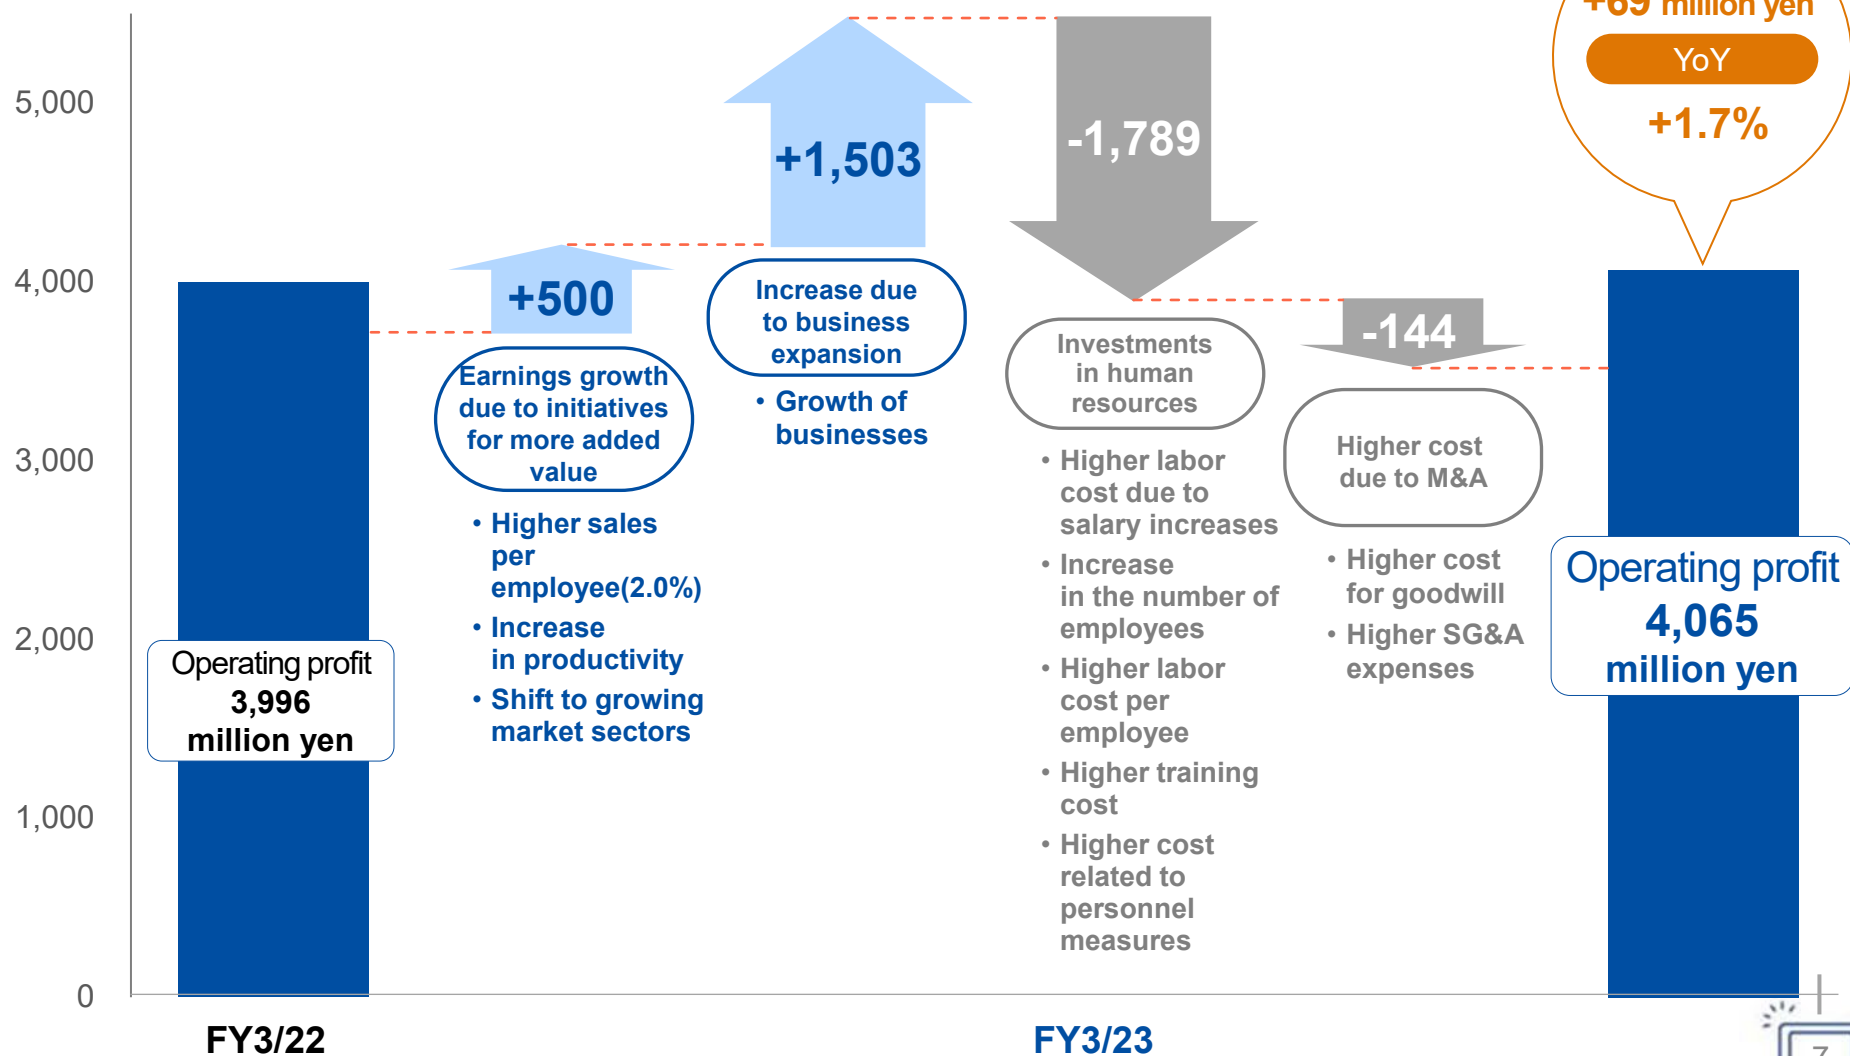 +69 million yen
YoY
+1.7%
5,000
4,000
3,000
2,000
1,000
0
Operating profit
3,996
million yen
+500
Earnings growth
due to initiatives
for more added
value
• Higher sales
per
employee(2.0%)
• Increase
in productivity
• Shift to growing
market sectors
+1,503
Increase due
to business
expansion
• Growth of
businesses
-1,789
Investments
in human
resources
• Higher labor
cost due to
salary increases
• Increase
in the number of
employees
• Higher labor
cost per
employee
• Higher training
cost
• Higher cost
related to
personnel
measures
-144
Higher cost
due to M&A
• Higher cost
for goodwill
• Higher SG&A
expenses
Operating profit
4,065
million yen
FY3/22
FY3/23